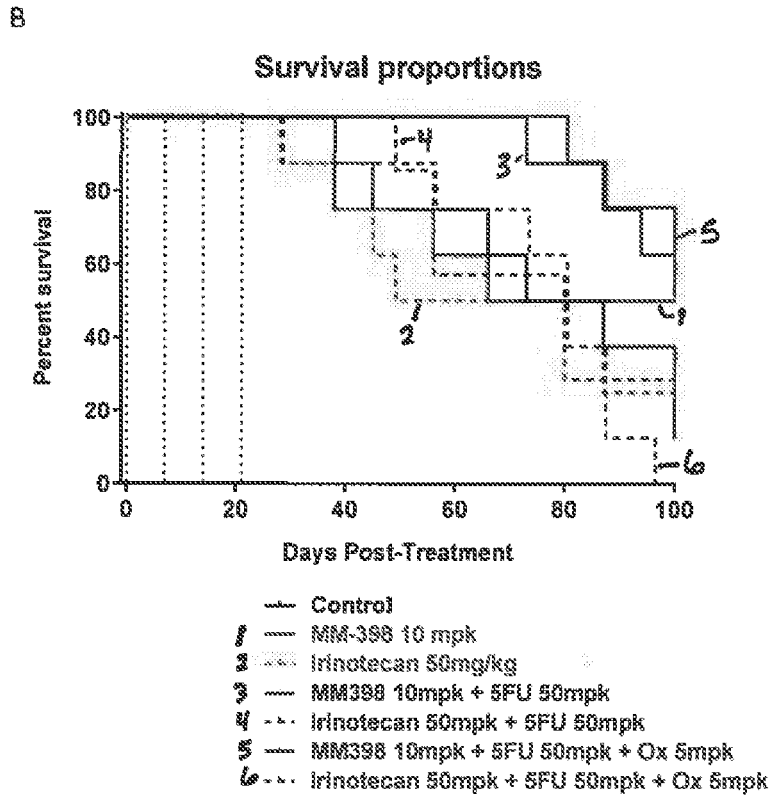 B
Survival proportions
100
80
60
40
20
0
Percent survival
4
3
5
2
1
6
0 20 40 60 80 100
Days Post-Treatment
Control
1 MM-398 10 mpk
2 Irinotecan 50mg/kg
3 MM398 10mpk + 5FU 50mpk
4 Irinotecan 50mpk + 5FU 50mpk
5 MM398 10mpk + 5FU 50mpk + Ox 5mpk
6 Irinotecan 50mpk + 5FU 50mpk + Ox 5mpk